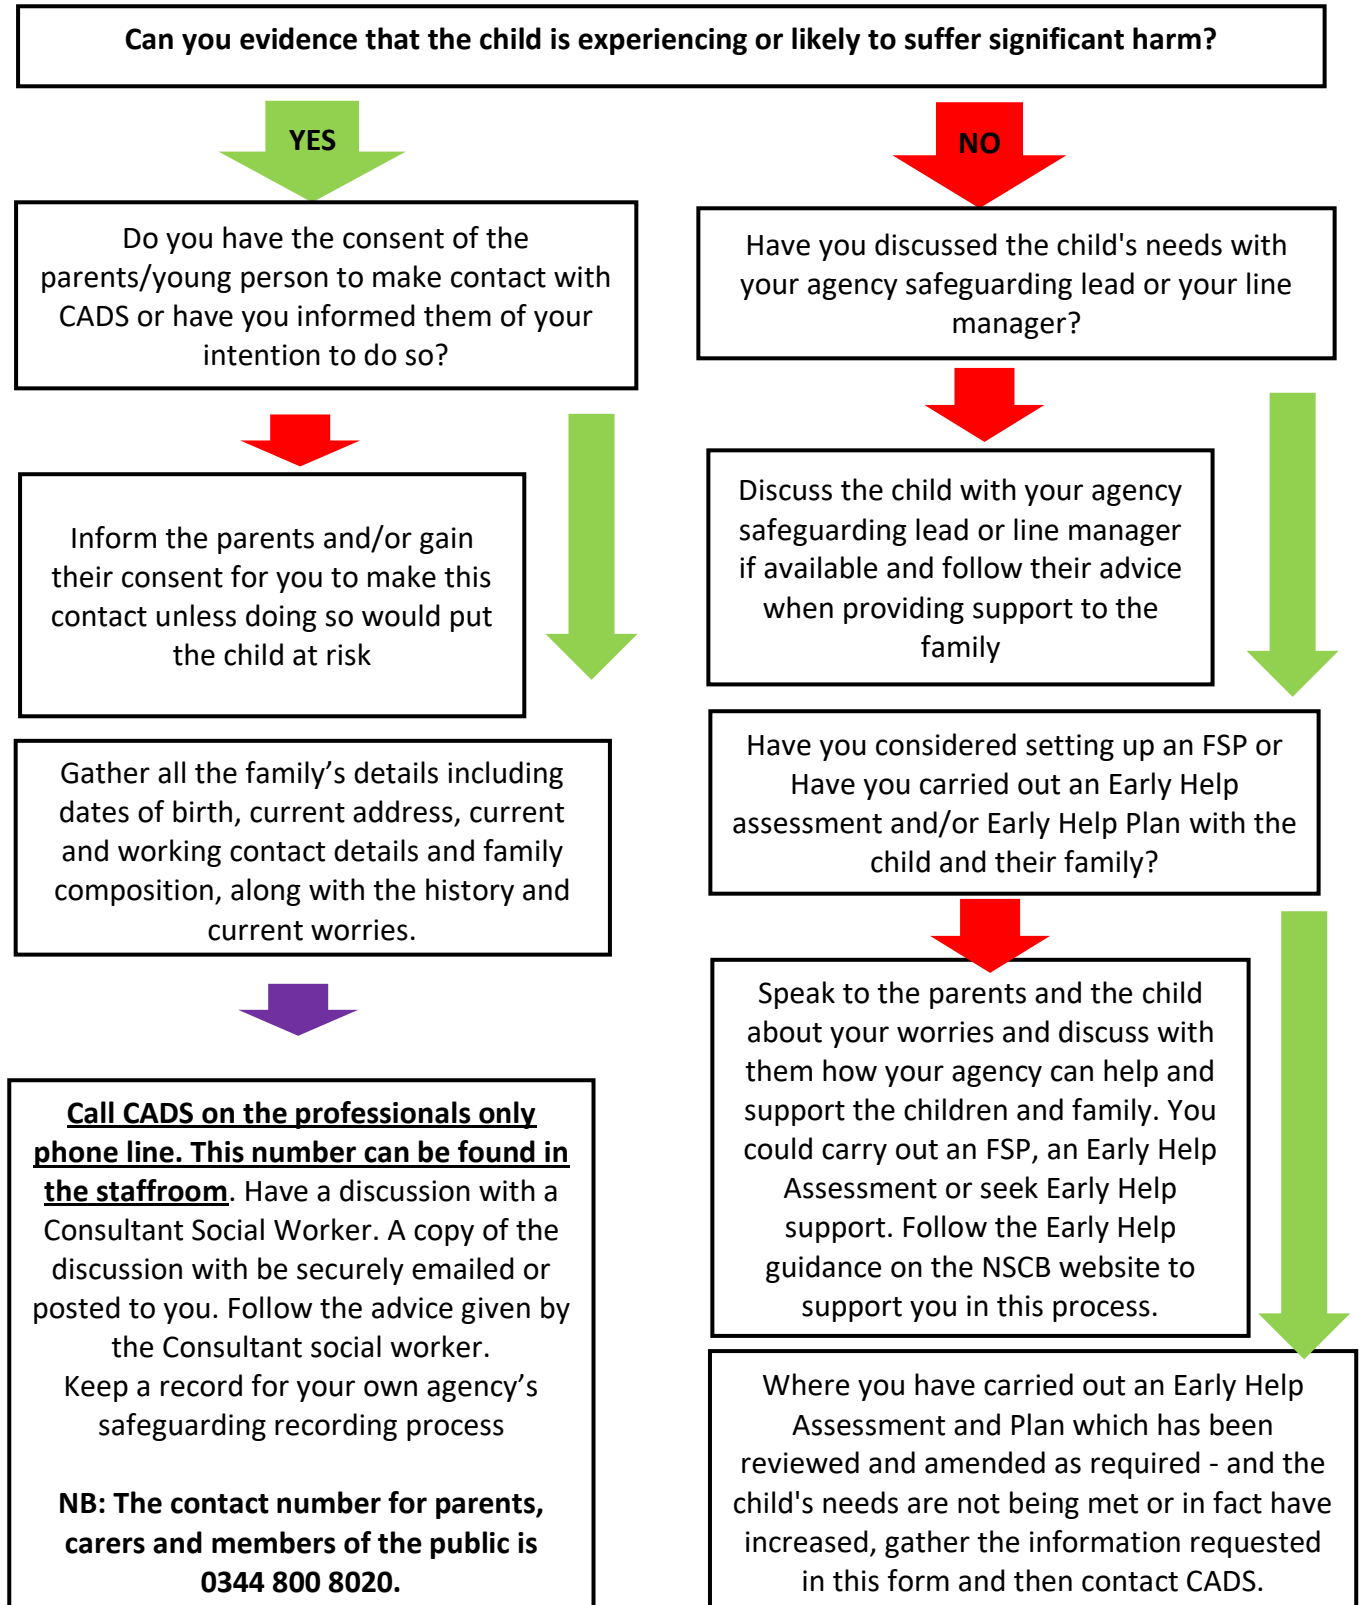 Can you evidence that the child is experiencing or likely to suffer significant harm?
YES
Do you have the consent of the
parents/young person to make contact with
CADS or have you informed them of your
intention to do so?
Inform the parents and/or gain
their consent for you to make this
contact unless doing so would put
the child at risk
Gather all the family’s details including
dates of birth, current address, current
and working contact details and family
composition, along with the history and
current worries.
Call CADS on the professionals only
phone line. This number can be found in
the staffroom. Have a discussion with a
Consultant Social Worker. A copy of the
discussion with be securely emailed or
posted to you. Follow the advice given by
the Consultant social worker.
Keep a record for your own agency’s
safeguarding recording process
NB: The contact number for parents,
carers and members of the public is
0344 800 8020.
NO
Have you discussed the child's needs with
your agency safeguarding lead or your line
manager?
Discuss the child with your agency
safeguarding lead or line manager
if available and follow their advice
when providing support to the
family
Have you considered setting up an FSP or
Have you carried out an Early Help
assessment and/or Early Help Plan with the
child and their family?
Speak to the parents and the child
about your worries and discuss with
them how your agency can help and
support the children and family. You
could carry out an FSP, an Early Help
Assessment or seek Early Help
support. Follow the Early Help
guidance on the NSCB website to
support you in this process.
Where you have carried out an Early Help
Assessment and Plan which has been
reviewed and amended as required - and the
child's needs are not being met or in fact have
increased, gather the information requested
in this form and then contact CADS.